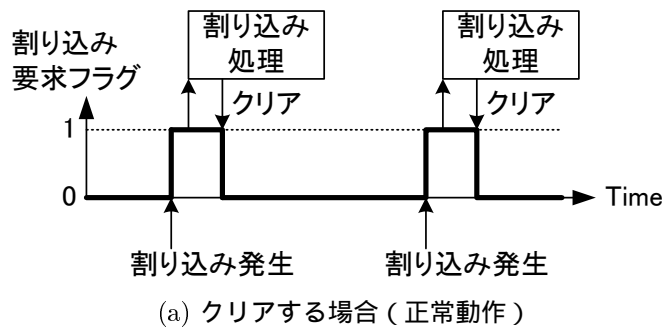 割り込み
要求フラグ
割り込み
処理
割り込み
処理
クリア
クリア
1
0
Time
割り込み発生
割り込み発生
(a) クリアする場合(正常動作)